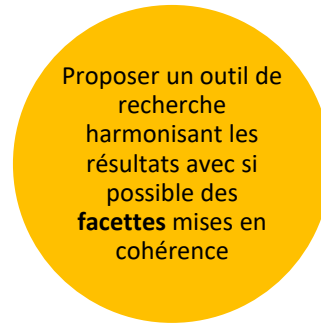 Proposer un outil de
recherche
harmonisant les
résultats avec si
possible des
facettes mises en
cohérence